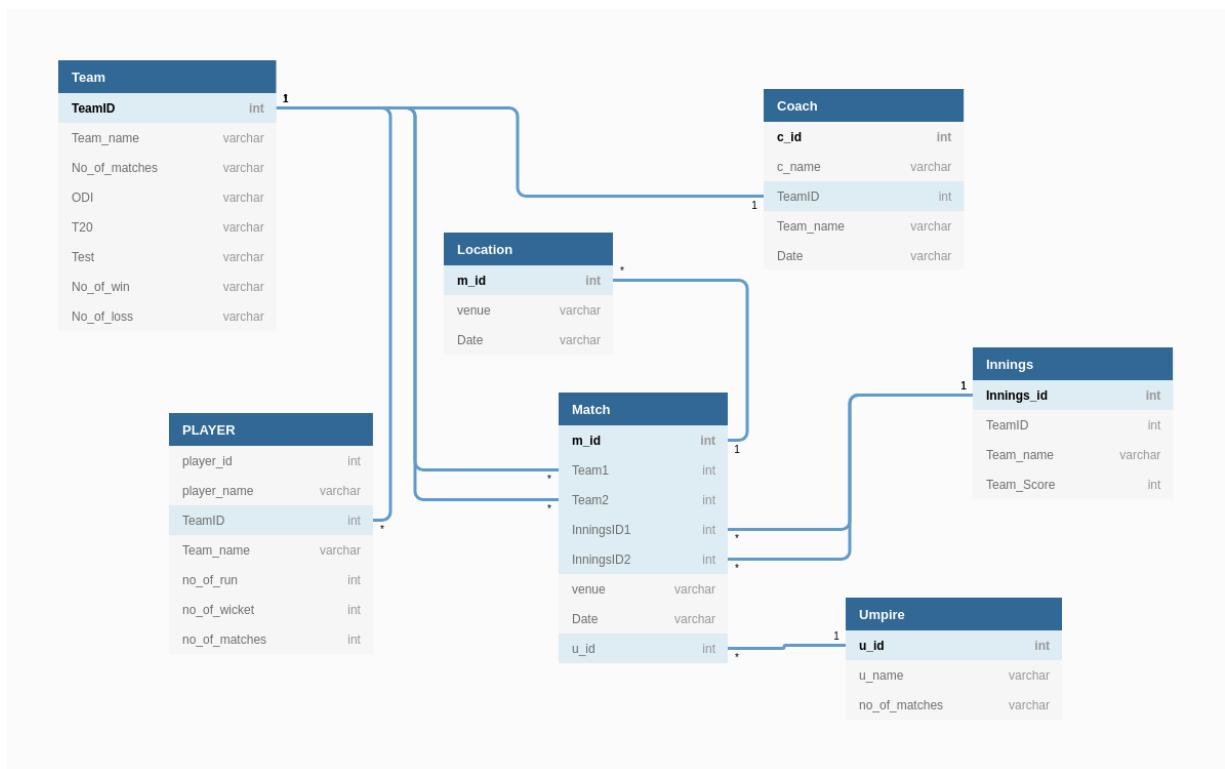 Team
TeamID int
Team_name varchar
No_of_matches varchar
ODI varchar
T20 varchar
Test varchar
No_of_win varchar
No_of_loss varchar
1
Coach
c_id int
c_name varchar
TeamID int
Team_name varchar
Date varchar
1
Location
m_id int
venue varchar
Date varchar
*
PLAYER
player_id int
player_name varchar
TeamID int
Team_name varchar
no_of_run int
no_of_wicket int
no_of_matches int
*
Match
m_id int
Team1 int
Team2 int
InningsID1 int
InningsID2 int
venue varchar
Date varchar
u_id int
1
*
*
*
*
*
Innings
Innings_id int
TeamID int
Team_name varchar
Team_Score int
1
Umpire
u_id int
u_name varchar
no_of_matches varchar
1